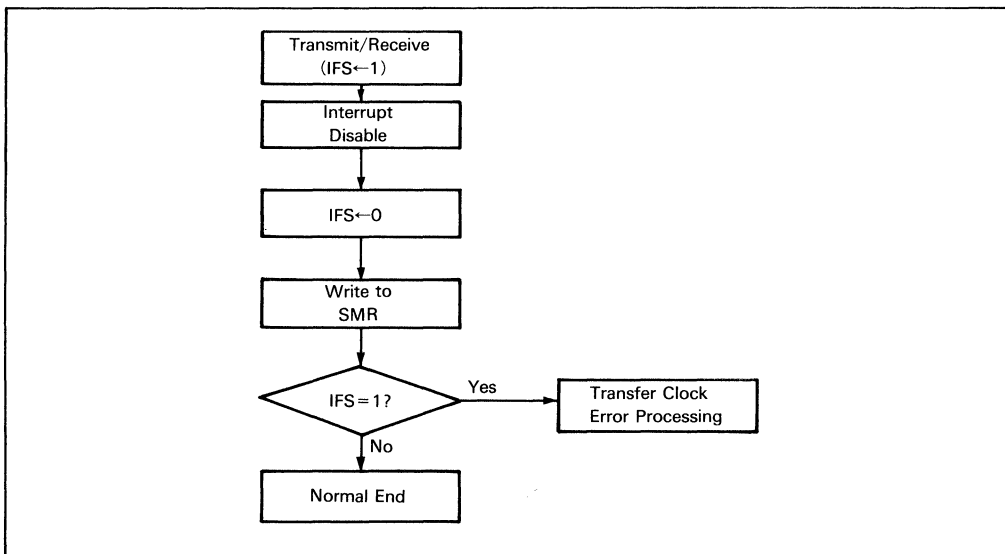 Transmit/Receive
(IFS←1)
Interrupt
Disable
IFS←0
Write to
SMR
IFS=1?
Yes
Transfer Clock
Error Processing
No
Normal End